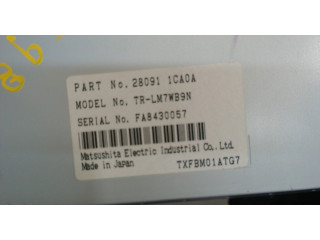 PART No. 28091 1CA0A
MODEL No. TR-LM7WB9N
SERIAL No. FA8430057
Matsushita Electric Industrial Co., Ltd.
Made in Japan
TXFBM01ATG7